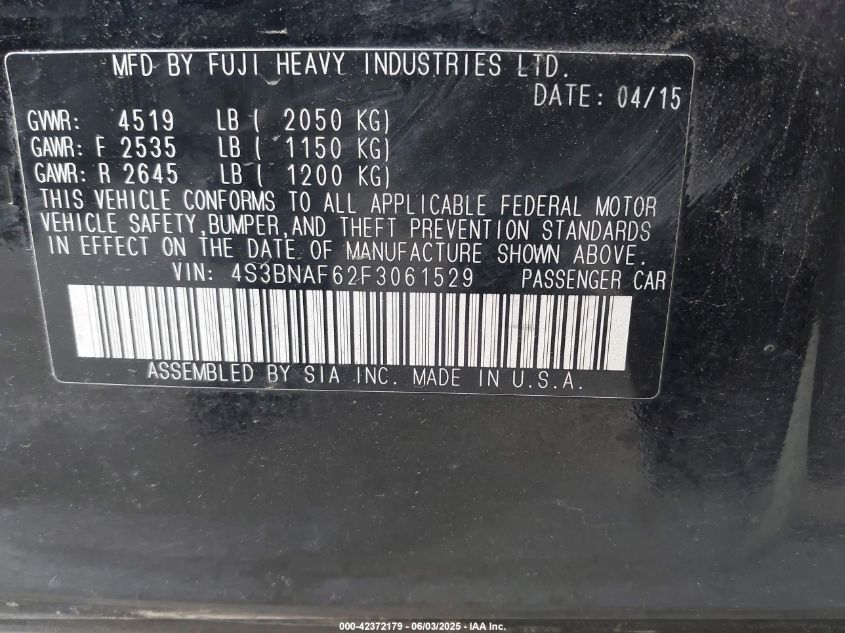 MFD BY FUJI HEAVY INDUSTRIES LTD.
DATE: 04/15
GVWR: 4519 LB ( 2050 KG)
GAWR: F 2535 LB ( 1150 KG)
GAWR: R 2645 LB ( 1200 KG)
THIS VEHICLE CONFORMS TO ALL APPLICABLE FEDERAL MOTOR
VEHICLE SAFETY, BUMPER, AND THEFT PREVENTION STANDARDS
IN EFFECT ON THE DATE OF MANUFACTURE SHOWN ABOVE.
VIN: 4S3BNAF62F3061529 PASSENGER CAR
ASSEMBLED BY SIA INC. MADE IN U.S.A.
000-42372179 - 06/03/2025 - IAA Inc.